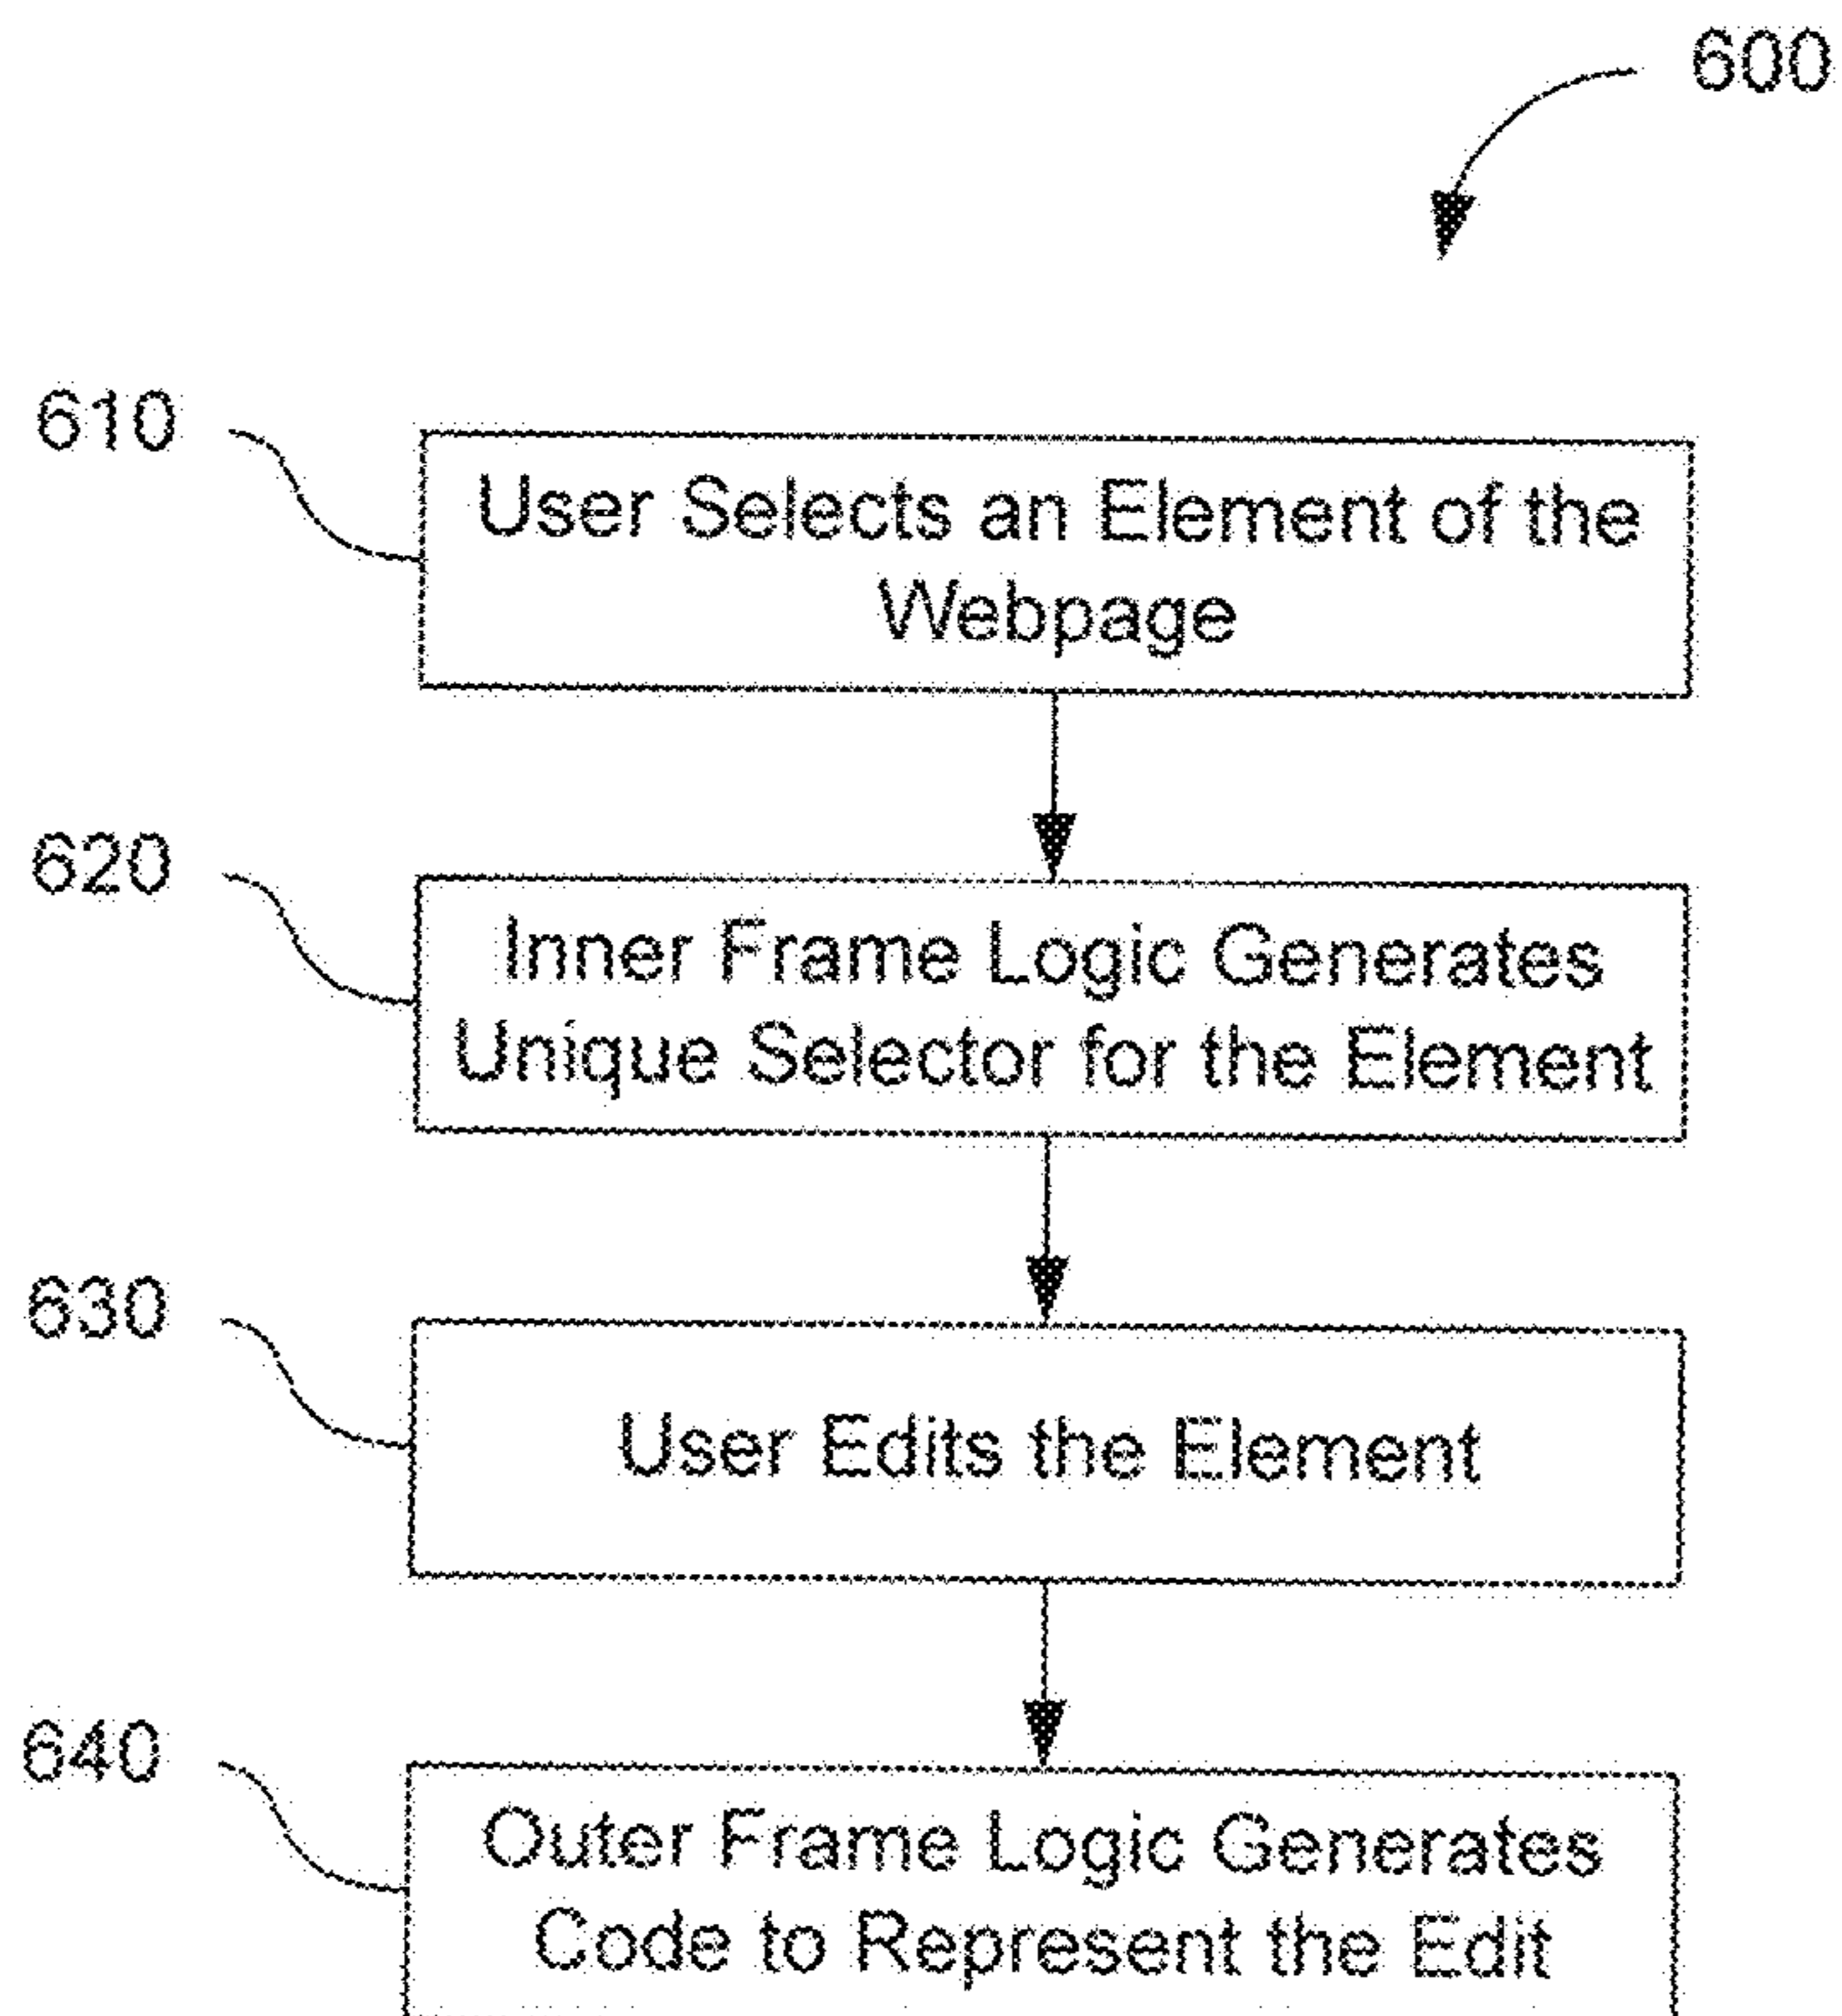 600
610
User Selects an Element of the
Webpage
620
Inner Frame Logic Generates
Unique Selector for the Element
630
User Edits the Element
640
Outer Frame Logic Generates
Code to Represent the Edit